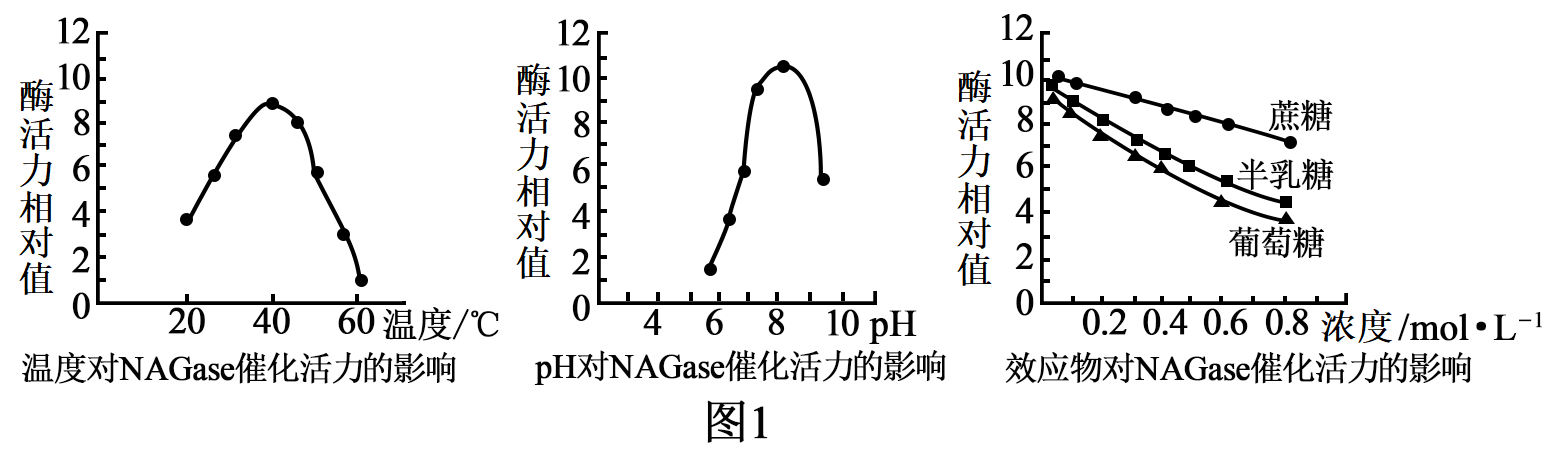 12
10
8
6
4
2
0
酶活力相对值
20 40 60 温度/℃
温度对NAGase催化活力的影响
12
10
8
6
4
2
0
酶活力相对值
4 6 8 10 pH
pH对NAGase催化活力的影响
12
10
8
6
4
2
0
酶活力相对值
蔗糖
半乳糖
葡萄糖
0.2 0.4 0.6 0.8 浓度/mol•L⁻¹
效应物对NAGase催化活力的影响
图1